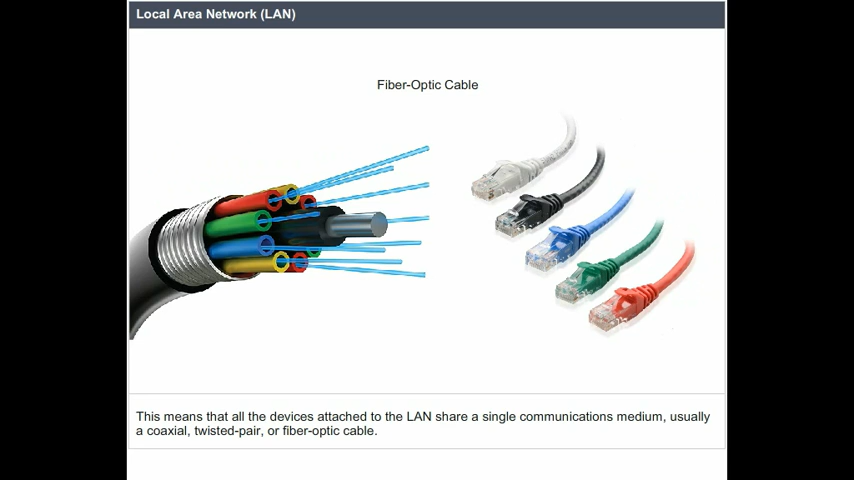 Local Area Network (LAN)
Fiber-Optic Cable
This means that all the devices attached to the LAN share a single communications medium, usually
a coaxial, twisted-pair, or fiber-optic cable.